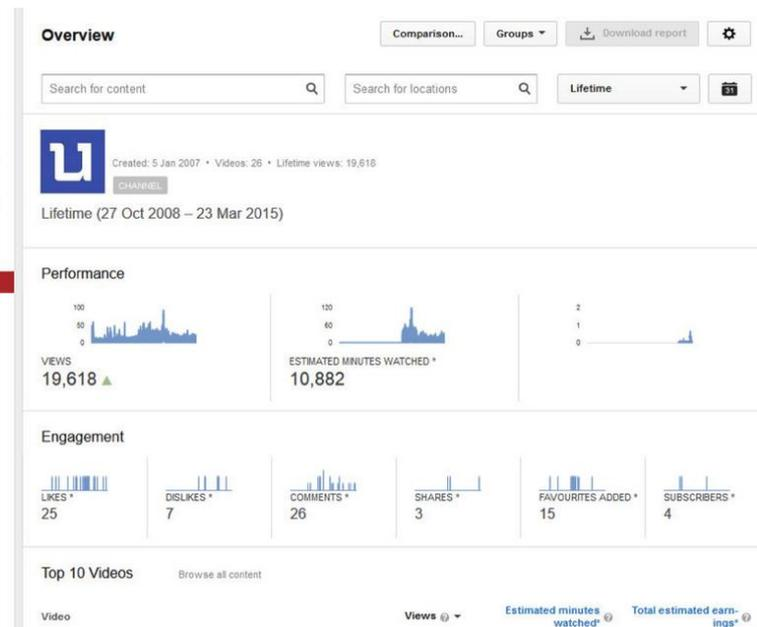 Overview
Comparison...
Groups
Download report
Search for content
Search for locations
Lifetime
31
u
Created: 5 Jan 2007 • Videos: 26 • Lifetime views: 19,618
CHANNEL
Lifetime (27 Oct 2008 – 23 Mar 2015)
Performance
100
50
0
VIEWS
19,618
120
60
0
ESTIMATED MINUTES WATCHED *
10,882
2
1
0
Engagement
LIKES *
25
DISLIKES *
7
COMMENTS *
26
SHARES *
3
FAVOURITES ADDED *
15
SUBSCRIBERS *
4
Top 10 Videos
Browse all content
Video
Views
Estimated minutes
watched*
Total estimated earn-
ings*